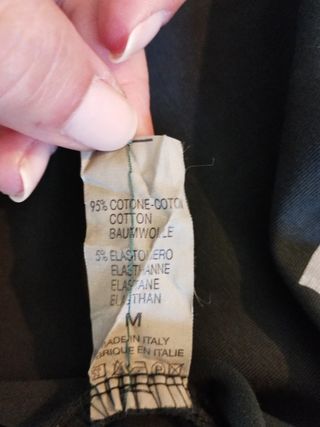 95% COTONE-COTON
COTTON
BAUMWOLLE
5% ELASTOMERO
ELASTHANNE
ELASTANE
ELASTHAN
M
MADE IN ITALY
FABRIQUE EN ITALIE